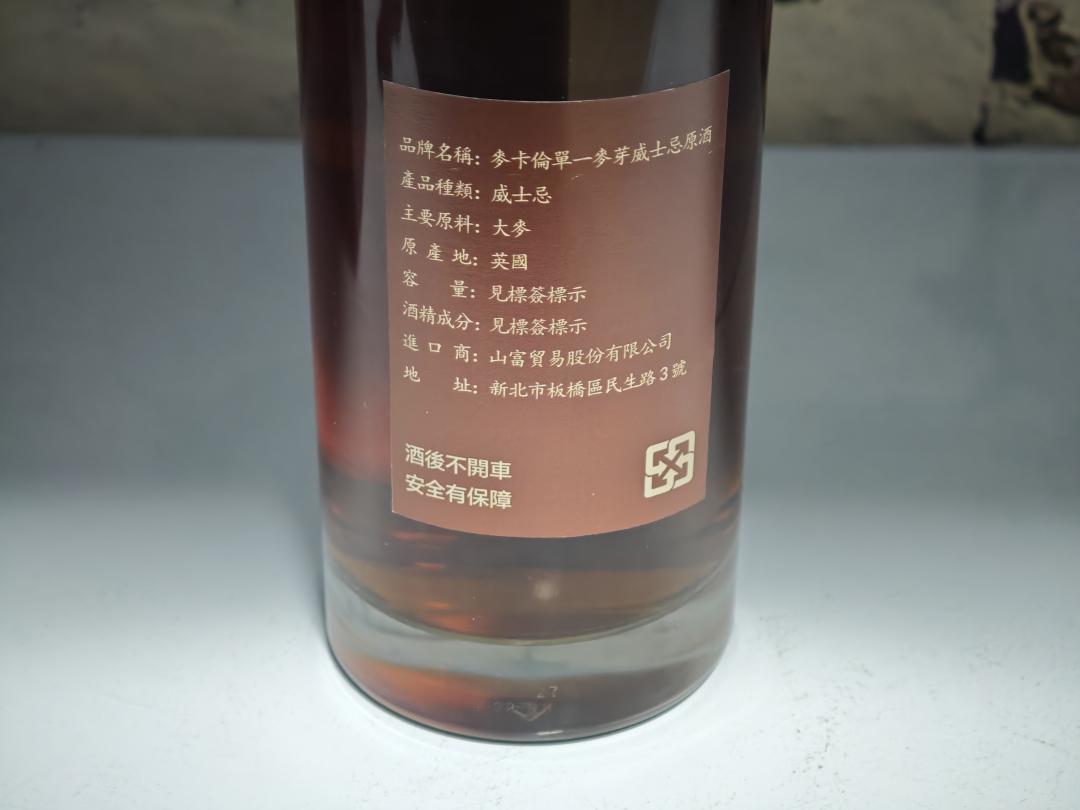 品牌名稱：麥卡倫單一麥芽威士忌原酒
產品種類：威士忌
主要原料：大麥
原產地：英國
容量：見標簽標示
酒精成分：見標簽標示
進口商：山富貿易股份有限公司
地址：新北市板橋區民生路3號
酒後不開車
安全有保障